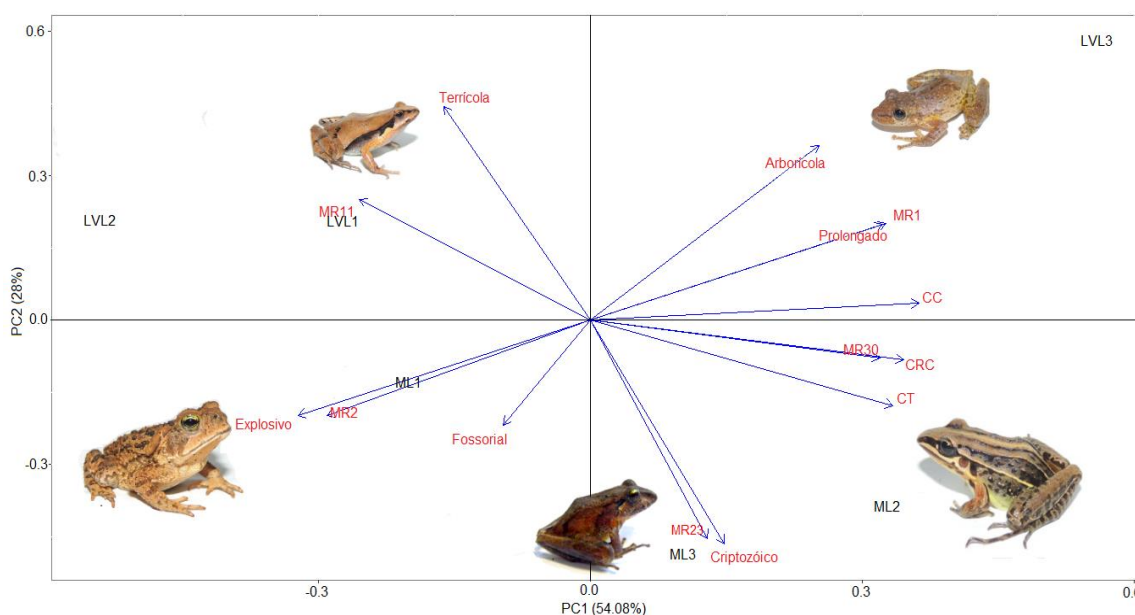 0.6
LVL3
Terrícola
Arborícola
0.3
MR11
LVL2
LVL1
MR1
Prolongado
CC
PC2 (28%)
0.0
MR30
CRC
ML1
CT
Explosivo
MR2
Fossorial
-0.3
ML2
MR23
ML3
Criptozóico
-0.3
0.0
0.3
0.6
PC1 (54.08%)